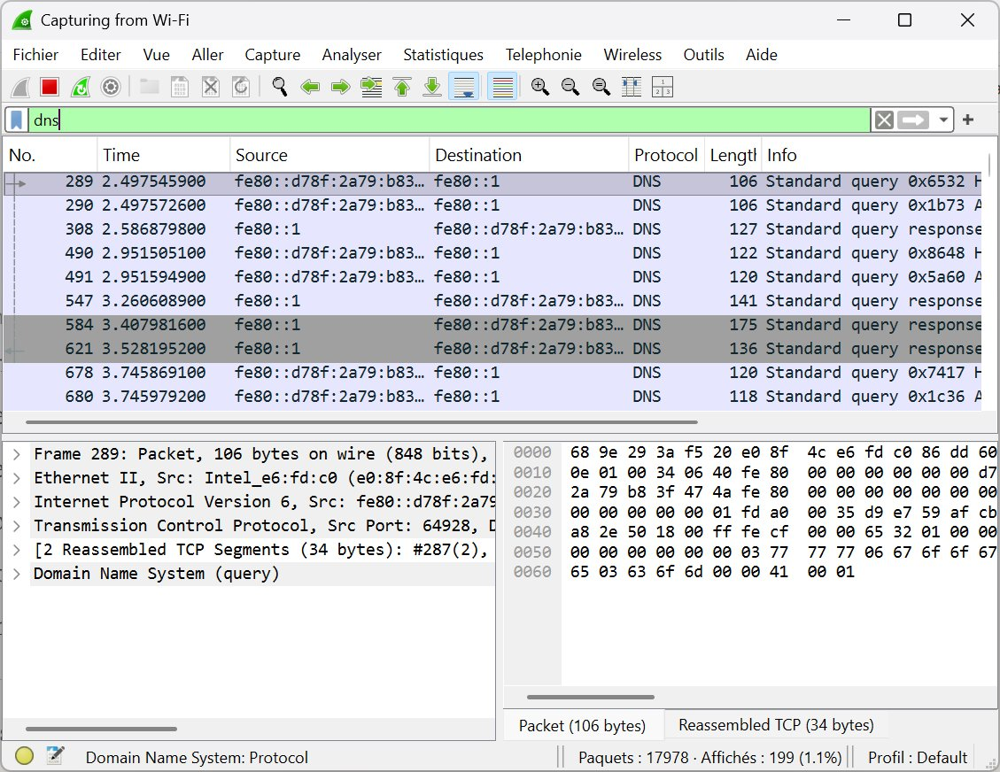 Capturing from Wi-Fi
Fichier Editer Vue Aller Capture Analyser Statistiques Telephonie Wireless Outils Aide
dns
No. Time Source Destination Protocol Length Info
289 2.497545900 fe80::d78f:2a79:b83… fe80::1 DNS 106 Standard query 0x6532 H
290 2.497572600 fe80::d78f:2a79:b83… fe80::1 DNS 106 Standard query 0x1b73 A
308 2.586879800 fe80::1 fe80::d78f:2a79:b83… DNS 127 Standard query response
490 2.951505100 fe80::d78f:2a79:b83… fe80::1 DNS 122 Standard query 0x8648 H
491 2.951594900 fe80::d78f:2a79:b83… fe80::1 DNS 120 Standard query 0x5a60 A
547 3.260608900 fe80::1 fe80::d78f:2a79:b83… DNS 141 Standard query response
584 3.407981600 fe80::1 fe80::d78f:2a79:b83… DNS 175 Standard query response
621 3.528195200 fe80::1 fe80::d78f:2a79:b83… DNS 136 Standard query response
678 3.745869100 fe80::d78f:2a79:b83… fe80::1 DNS 120 Standard query 0x7417 H
680 3.745979200 fe80::d78f:2a79:b83… fe80::1 DNS 118 Standard query 0x1c36 A
Frame 289: Packet, 106 bytes on wire (848 bits),
Ethernet II, Src: Intel_e6:fd:c0 (e0:8f:4c:e6:fd:
Internet Protocol Version 6, Src: fe80::d78f:2a79
Transmission Control Protocol, Src Port: 64928, D
[2 Reassembled TCP Segments (34 bytes): #287(2),
Domain Name System (query)
0000 68 9e 29 3a f5 20 e0 8f 4c e6 fd c0 86 dd 60
0010 0e 01 00 34 06 40 fe 80 00 00 00 00 00 00 d7
0020 2a 79 b8 3f 47 4a fe 80 00 00 00 00 00 00 00
0030 00 00 00 00 00 01 fd a0 00 35 d9 e7 59 af cb
0040 a8 2e 50 18 00 ff fe cf 00 00 65 32 01 00 00
0050 00 00 00 00 00 00 03 77 77 77 06 67 6f 6f 67
0060 65 03 63 6f 6d 00 00 41 00 01
Packet (106 bytes) Reassembled TCP (34 bytes)
Domain Name System: Protocol Paquets : 17978 · Affichés : 199 (1.1%) Profil : Default